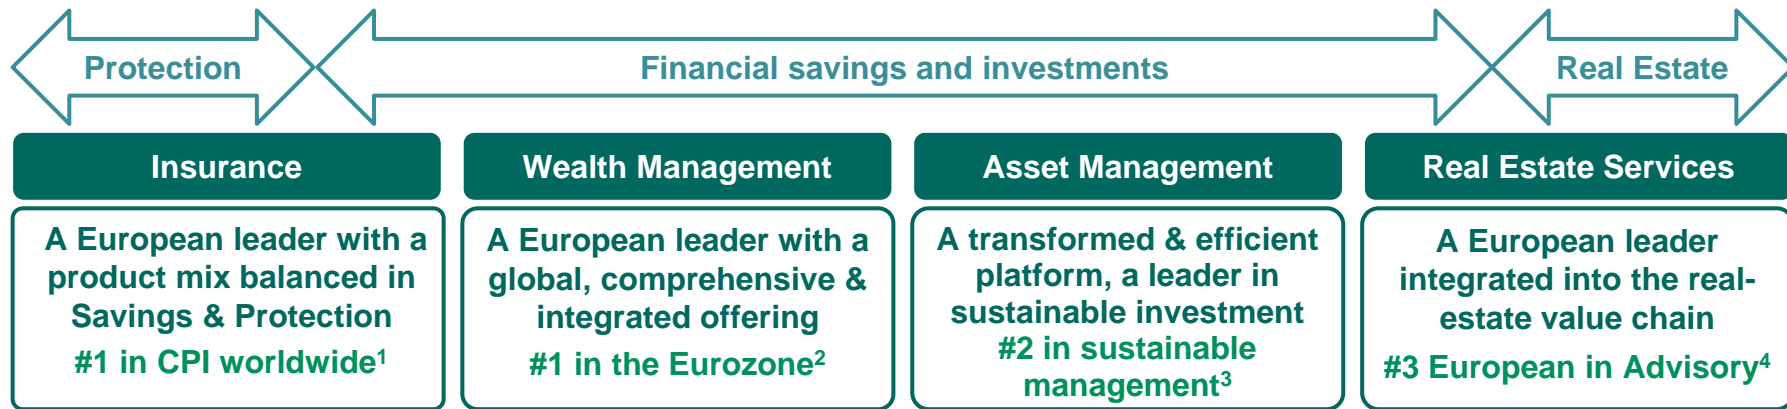 Protection
Financial savings and investments
Real Estate
Insurance
Wealth Management
Asset Management
Real Estate Services
A European leader with a
product mix balanced in
Savings & Protection
#1 in CPI worldwide¹
A European leader with a
global, comprehensive &
integrated offering
#1 in the Eurozone²
A transformed & efficient
platform, a leader in
sustainable investment
#2 in sustainable
management³
A European leader
integrated into the real-
estate value chain
#3 European in Advisory⁴